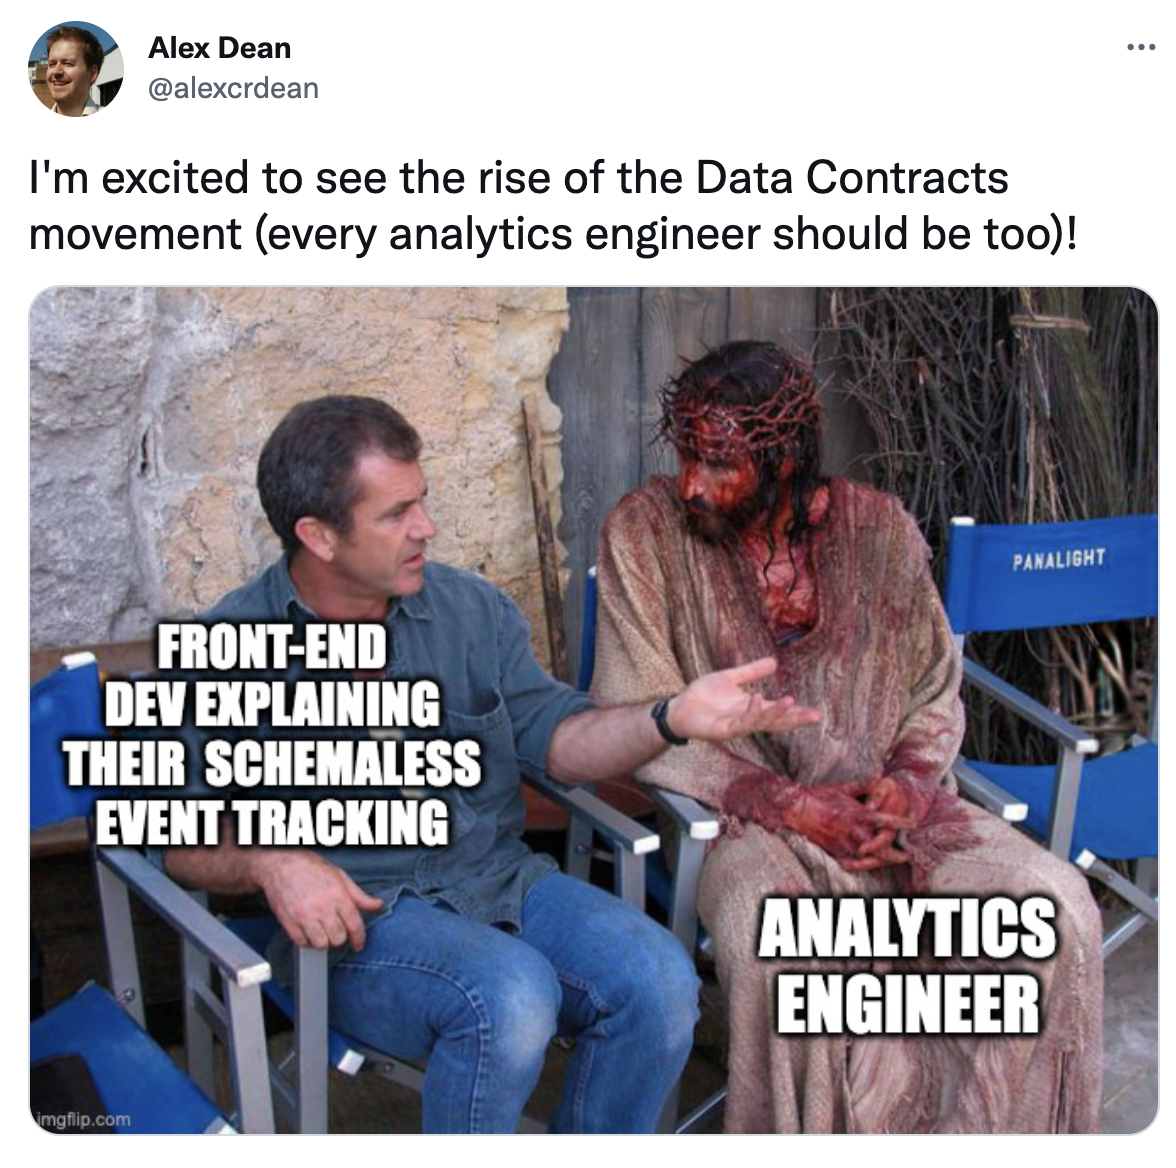 Alex Dean
@alexcrdean
I'm excited to see the rise of the Data Contracts
movement (every analytics engineer should be too)!
PANALIGHT
FRONT-END
DEV EXPLAINING
THEIR SCHEMALESS
EVENT TRACKING
ANALYTICS
ENGINEER
imgflip.com